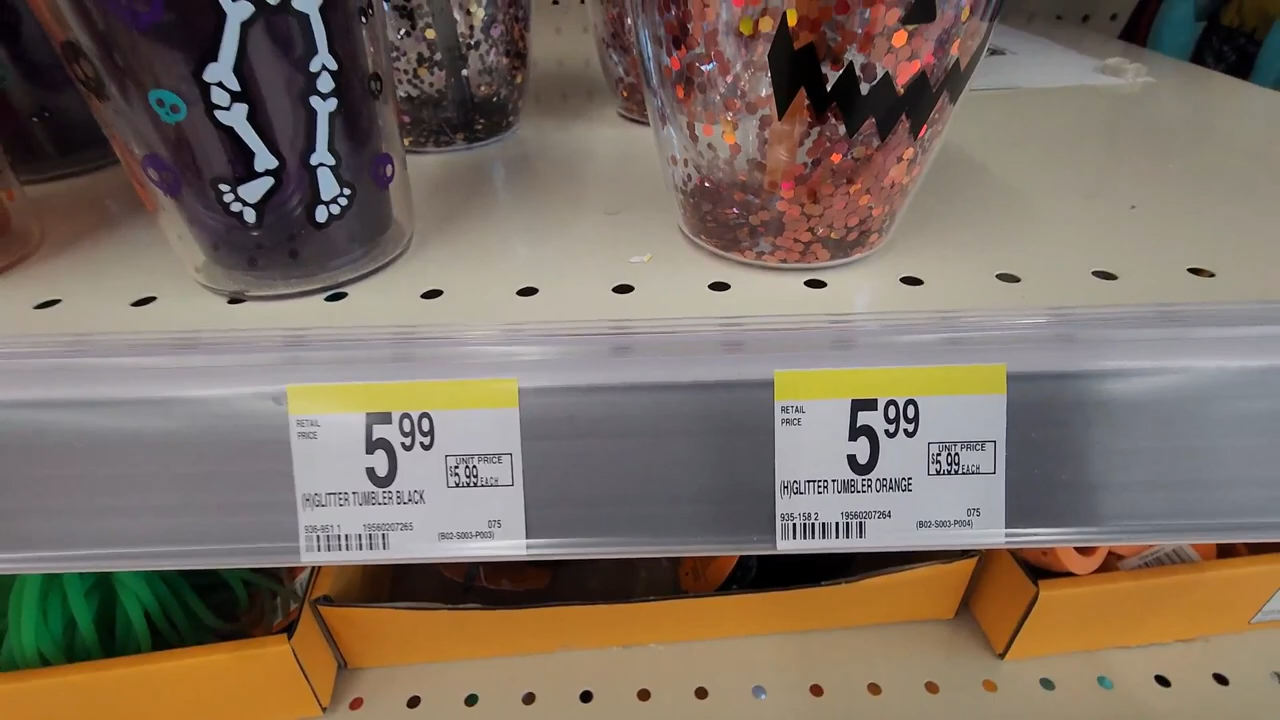 RETAIL
PRICE
5 99
UNIT PRICE
$5.99 EACH
(H)GLITTER TUMBLER BLACK
936-951 1 19560207265 075
(B02-S003-P003)
RETAIL
PRICE
5 99
UNIT PRICE
$5.99 EACH
(H)GLITTER TUMBLER ORANGE
935-158 2 19560207264 075
(B02-S003-P004)